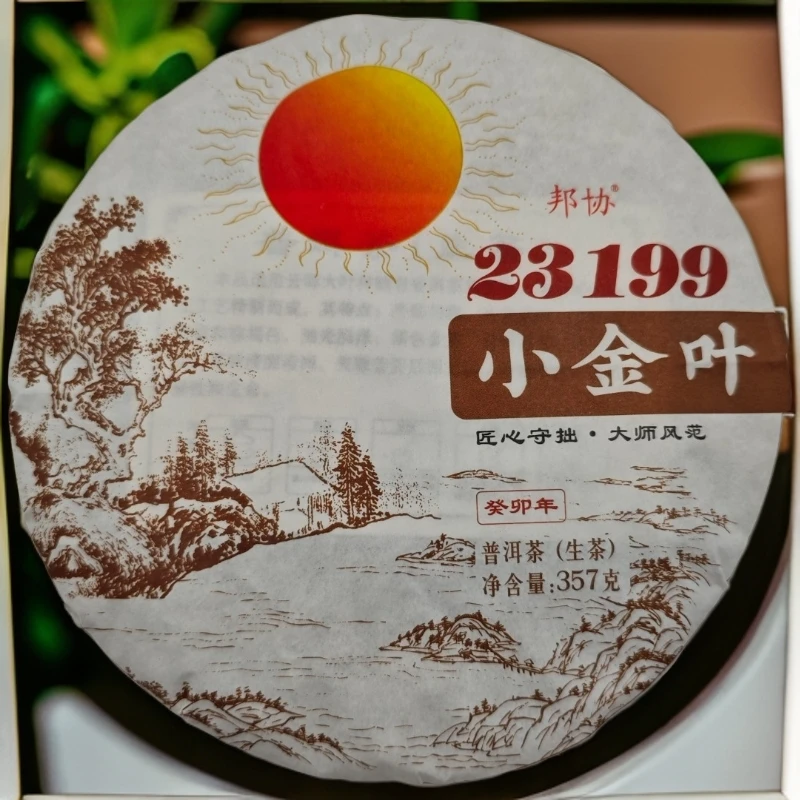 邦协®
23199
小金叶
匠心守拙·大师风范
癸卯年
普洱茶（生茶）
净含量:357克